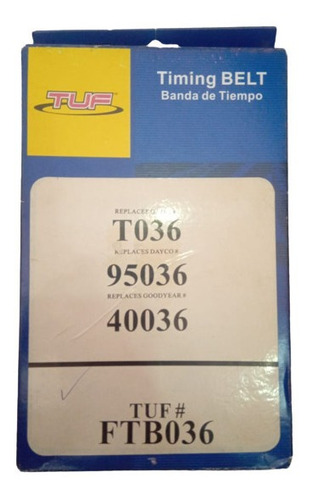 TUF
Timing BELT
Banda de Tiempo
REPLACES
T036
REPLACES DAYCO #
95036
REPLACES GOODYEAR #
40036
TUF #
FTB036